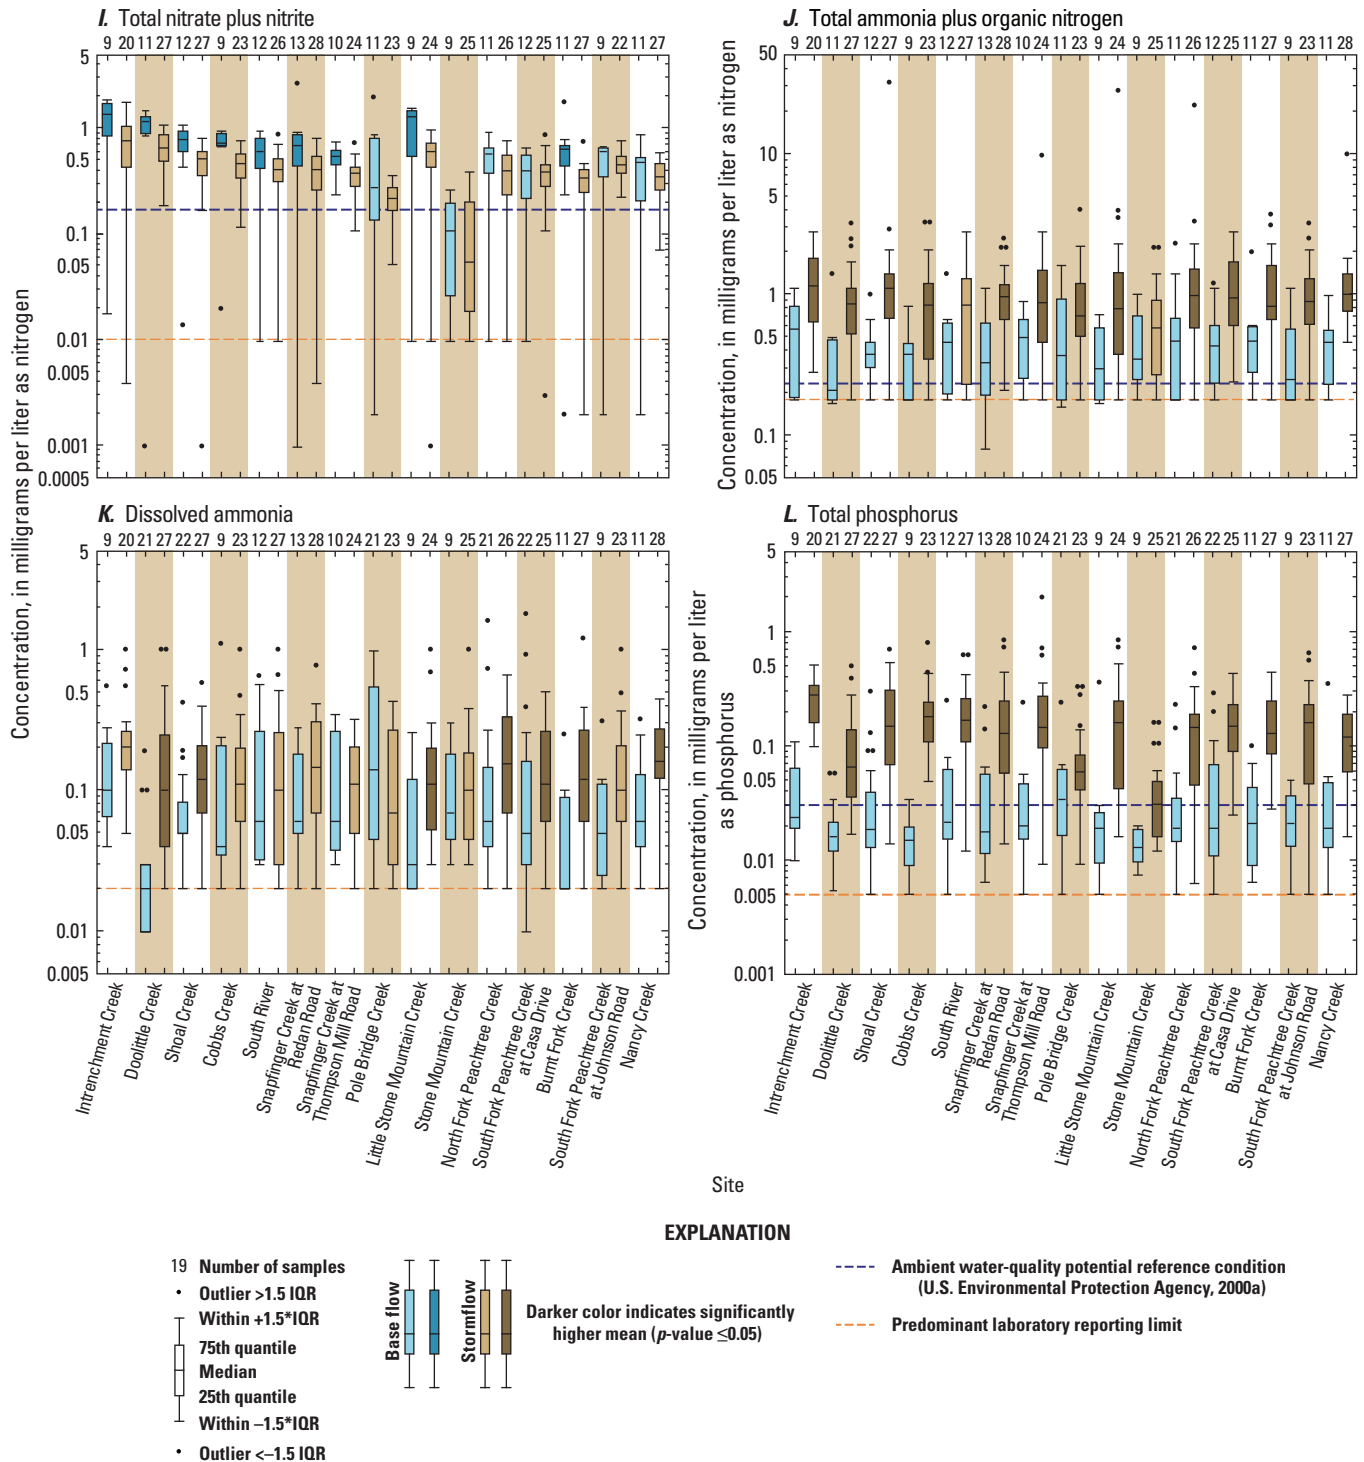 I. Total nitrate plus nitrite
9 20 11 27 12 27 9 23 12 27 13 28 10 24 11 23 9 24 9 25 11 26 12 25 11 27 9 22 11 27
5
1
0.5
0.1
0.05
0.01
0.005
0.001
0.0005
J. Total ammonia plus organic nitrogen
9 20 11 27 12 27 9 23 12 27 13 28 10 24 11 23 9 24 9 25 11 26 12 25 11 27 9 22 11 28
50
10
5
1
0.5
0.1
0.05
Concentration, in milligrams per liter as nitrogen
Concentration, in milligrams per liter as nitrogen
K. Dissolved ammonia
9 20 21 27 22 27 9 23 12 27 13 28 10 24 21 23 9 24 9 25 21 26 22 25 11 27 9 23 11 28
5
1
0.5
0.1
0.05
0.01
0.005
L. Total phosphorus
9 20 21 27 22 27 9 23 12 27 13 28 10 24 21 23 9 24 9 25 21 26 22 25 11 27 9 23 11 27
5
1
0.5
0.1
0.05
0.01
0.005
0.001
Concentration, in milligrams per liter
as phosphorus
Intrenchment Creek
Doolittle Creek
Shoal Creek
Cobbs Creek
South River
Snapfinger Creek at
Redan Road
Snapfinger Creek at
Thompson Mill Road
Pole Bridge Creek
Little Stone Mountain Creek
Stone Mountain Creek
North Fork Peachtree Creek
South Fork Peachtree Creek
at Casa Drive
Burnt Fork Creek
South Fork Peachtree Creek
at Johnson Road
Nancy Creek
Intrenchment Creek
Doolittle Creek
Shoal Creek
Cobbs Creek
South River
Snapfinger Creek at
Redan Road
Snapfinger Creek at
Thompson Mill Road
Pole Bridge Creek
Little Stone Mountain Creek
Stone Mountain Creek
North Fork Peachtree Creek
South Fork Peachtree Creek
at Casa Drive
Burnt Fork Creek
South Fork Peachtree Creek
at Johnson Road
Nancy Creek
Site
EXPLANATION
19 Number of samples
Outlier >1.5 IQR
Within +1.5*IQR
75th quantile
Median
25th quantile
Within –1.5*IQR
Outlier <–1.5 IQR
Base flow
Stormflow
Darker color indicates significantly
higher mean (p-value ≤0.05)
Ambient water-quality potential reference condition
(U.S. Environmental Protection Agency, 2000a)
Predominant laboratory reporting limit